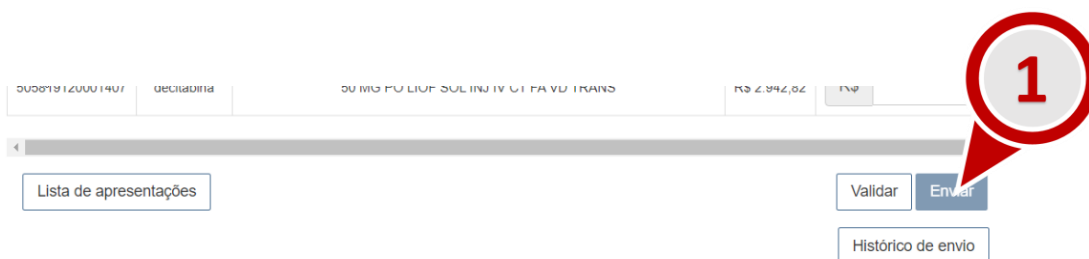 505819120001407 decitabina 50 MG PO LIOF SOL INJ IV CT FA VD TRANS R$ 2.942,82 R$
1
Lista de apresentações Validar Enviar
Histórico de envio